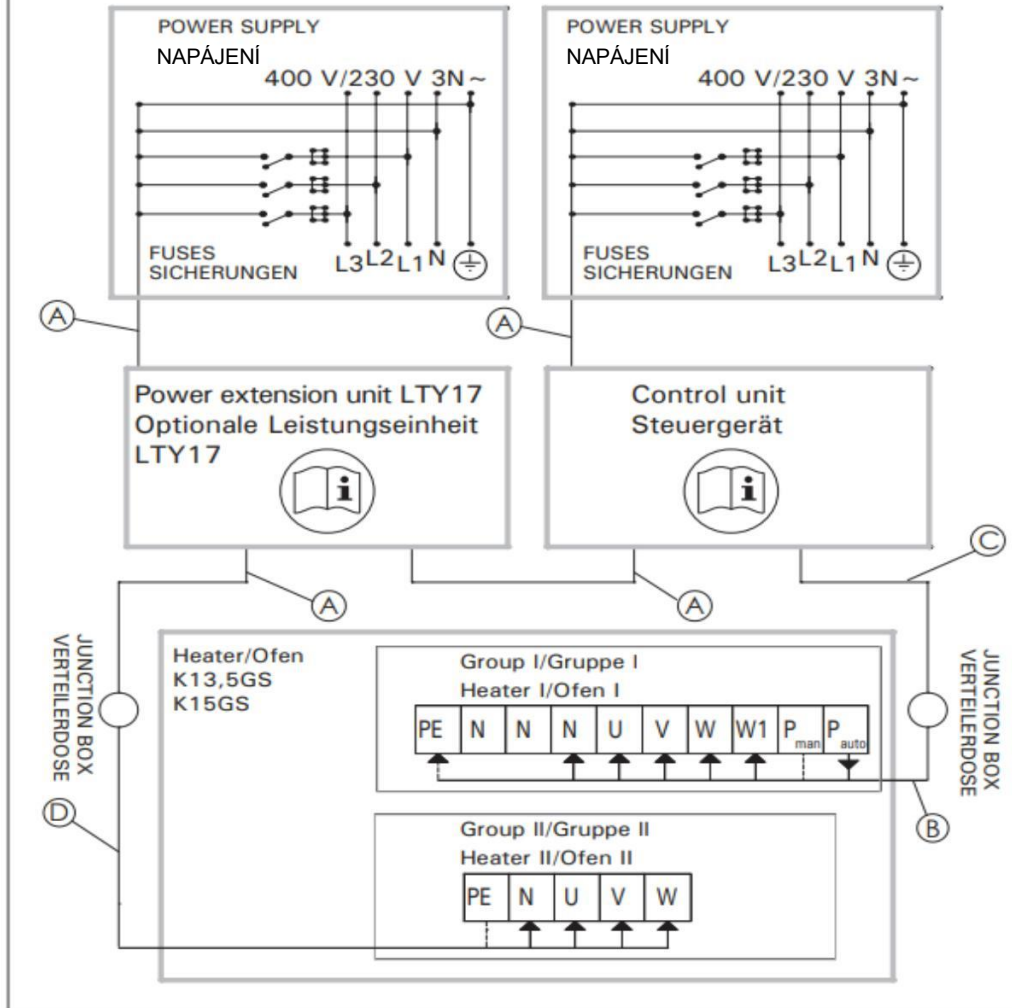 POWER SUPPLY
NAPÁJENÍ
400 V/230 V 3N~
FUSES
SICHERUNGEN
L3 L2 L1 N
POWER SUPPLY
NAPÁJENÍ
400 V/230 V 3N~
FUSES
SICHERUNGEN
L3 L2 L1 N
A
A
Power extension unit LTY17
Optionale Leistungseinheit
LTY17
i
Control unit
Steuergerät
i
C
A
A
JUNCTION BOX
VERTEILERDOSE
Heater/Ofen
K13,5GS
K15GS
Group I/Gruppe I
Heater I/Ofen I
PE N N N U V W W1 Pman Pauto
JUNCTION BOX
VERTEILERDOSE
D
B
Group II/Gruppe II
Heater II/Ofen II
PE N U V W